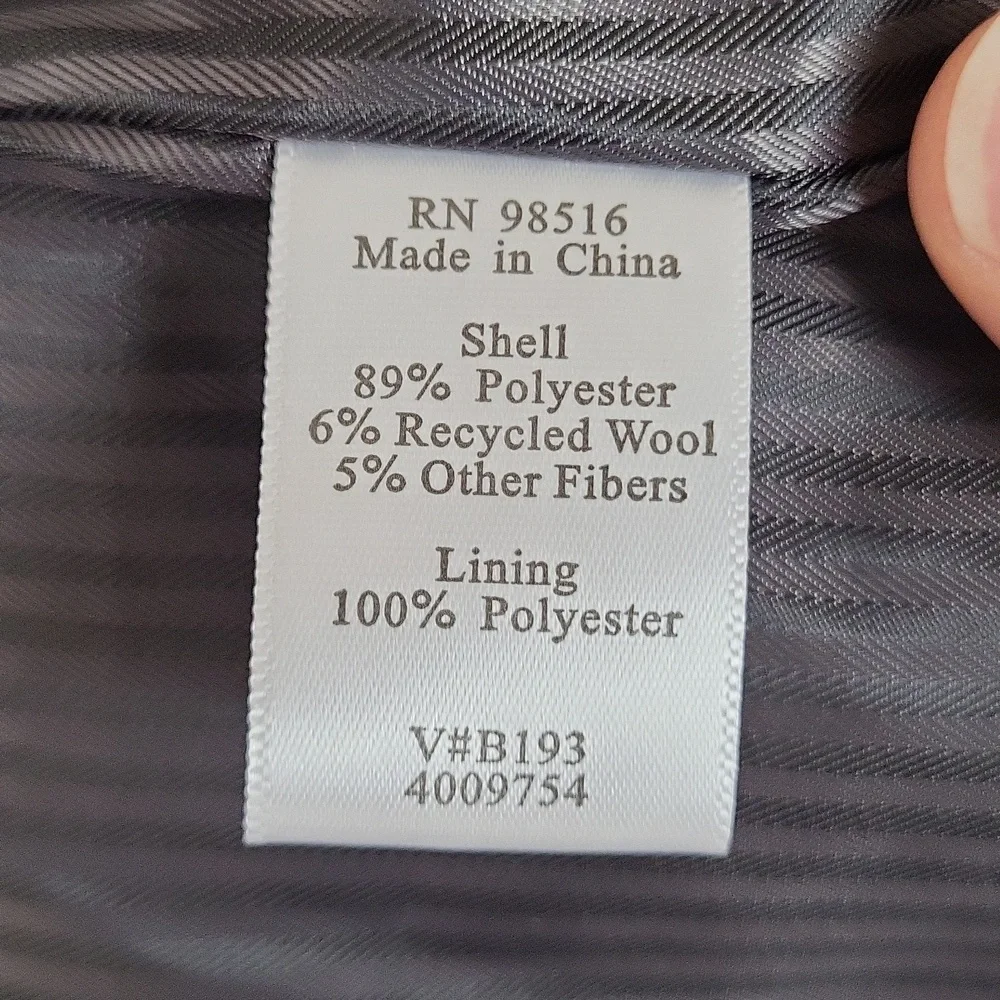 RN 98516
Made in China
Shell
89% Polyester
6% Recycled Wool
5% Other Fibers
Lining
100% Polyester
V#B193
4009754